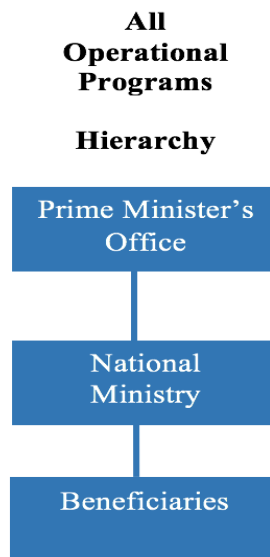 All
Operational
Programs
Hierarchy
Prime Minister’s
Office
National
Ministry
Beneficiaries